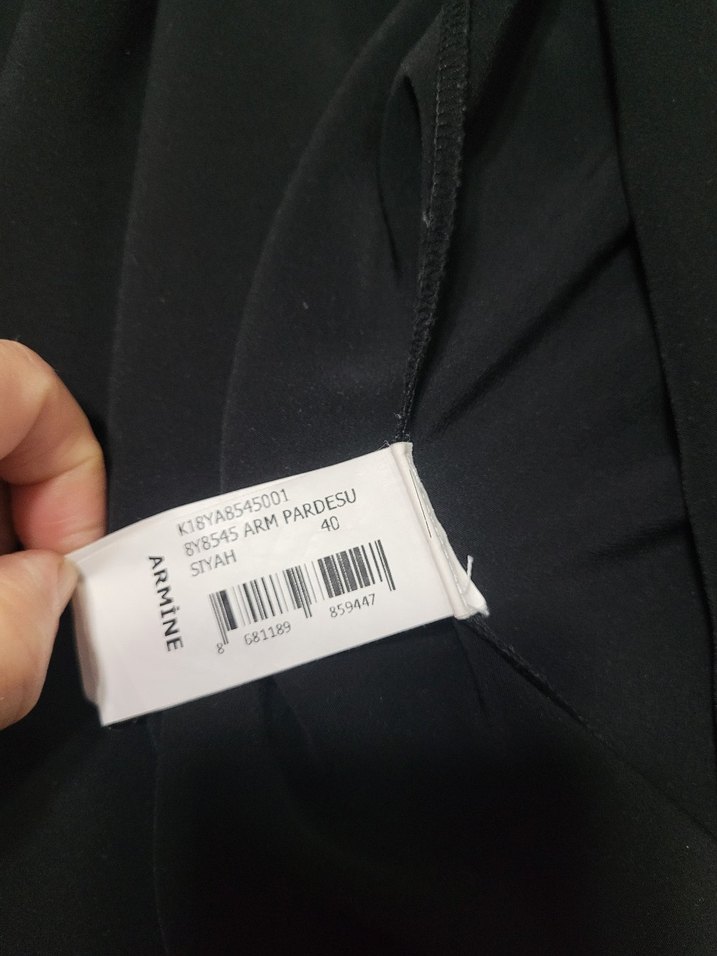 K18YA8545001
8Y8545 ARM PARDESU
40
SIYAH
ARMİNE
8 681189 859447